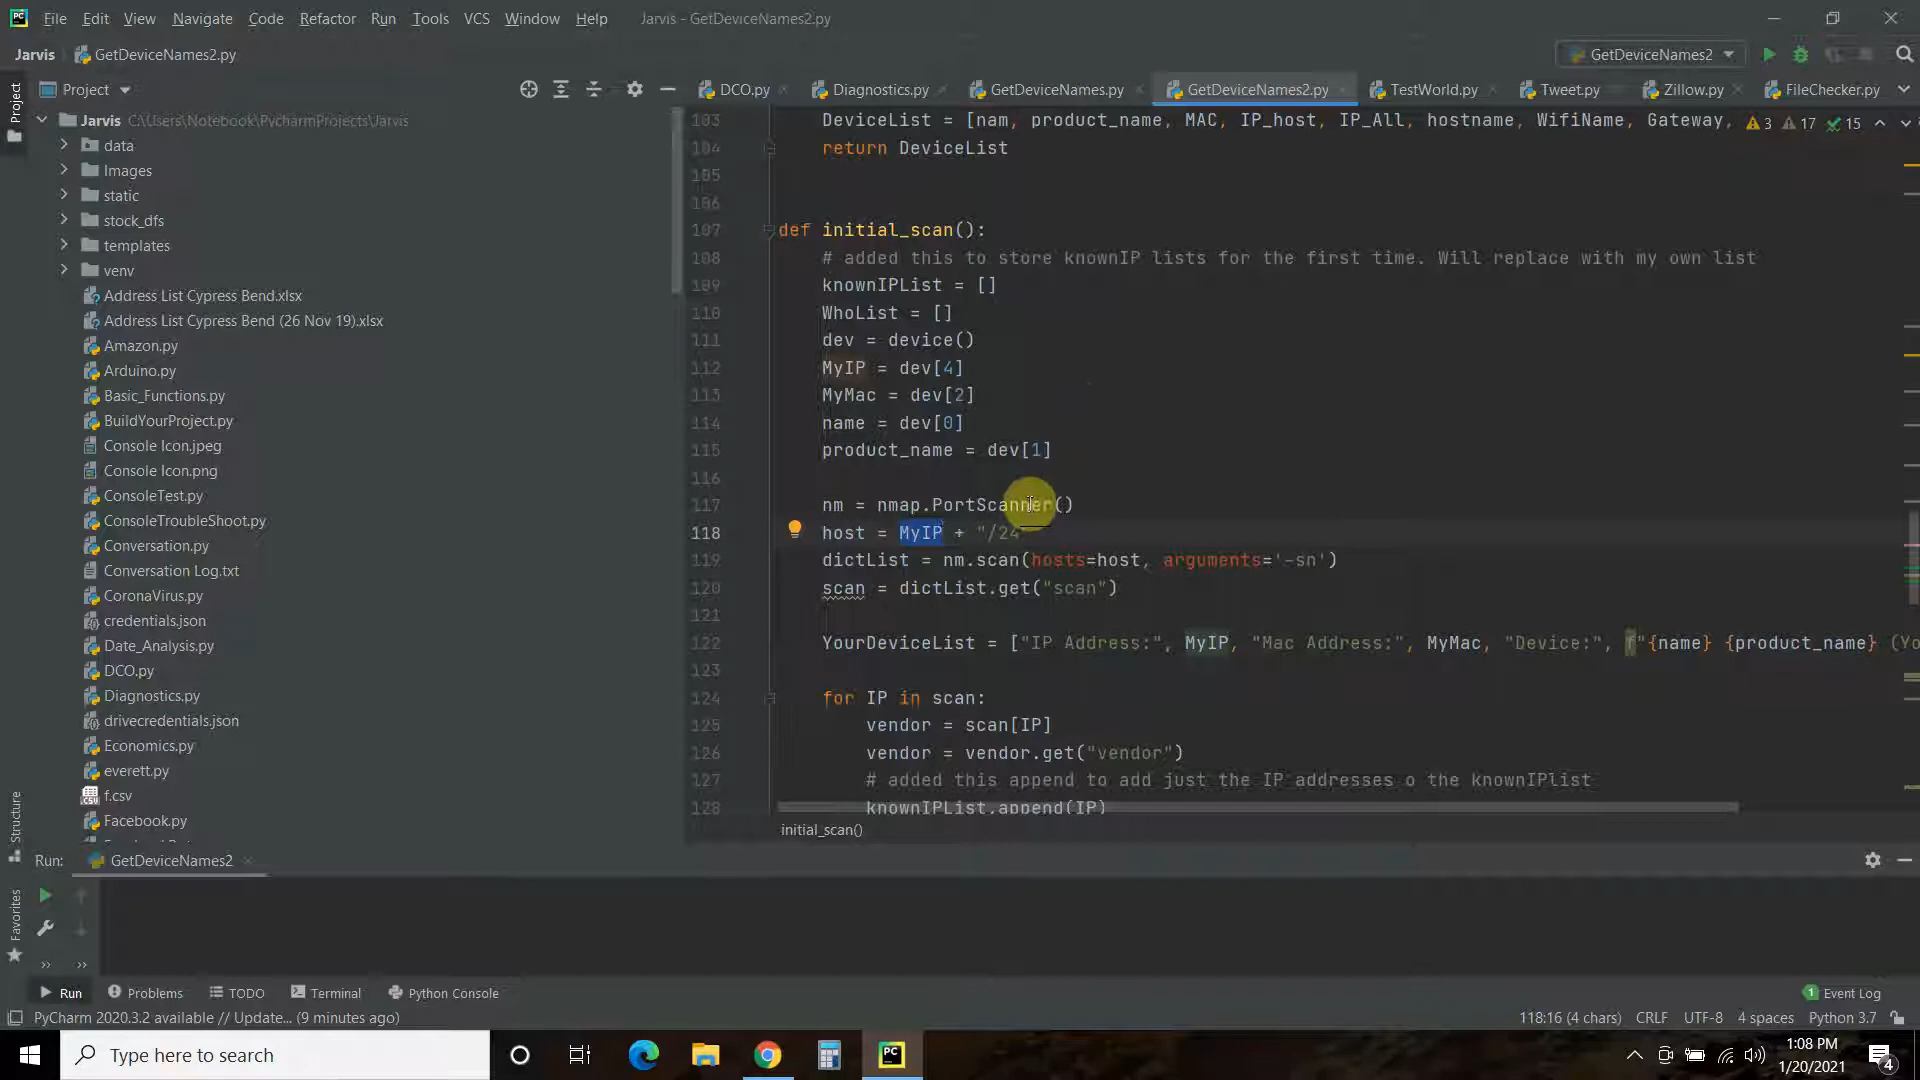 PC File Edit View Navigate Code Refactor Run Tools VCS Window Help Jarvis - GetDeviceNames2.py
Jarvis GetDeviceNames2.py GetDeviceNames2
Project Project DCO.py Diagnostics.py GetDeviceNames.py GetDeviceNames2.py TestWorld.py Tweet.py Zillow.py FileChecker.py
Jarvis C:\Users\Notebook\PycharmProjects\Jarvis
data
Images
static
stock_dfs
templates
venv
Address List Cypress Bend.xlsx
Address List Cypress Bend (26 Nov 19).xlsx
Amazon.py
Arduino.py
Basic_Functions.py
BuildYourProject.py
Console Icon.jpeg
Console Icon.png
ConsoleTest.py
ConsoleTroubleShoot.py
Conversation.py
Conversation Log.txt
CoronaVirus.py
credentials.json
Date_Analysis.py
DCO.py
Diagnostics.py
drivecredentials.json
Economics.py
everett.py
f.csv
Facebook.py
103 DeviceList = [nam, product_name, MAC, IP_host, IP_All, hostname, WifiName, Gateway, 3 17 15
104 return DeviceList
105
106
107 def initial_scan():
108 # added this to store knownIP lists for the first time. Will replace with my own list
109 knownIPList = []
110 WhoList = []
111 dev = device()
112 MyIP = dev[4]
113 MyMac = dev[2]
114 name = dev[0]
115 product_name = dev[1]
116
117 nm = nmap.PortScanner()
118 host = MyIP + "/24
119 dictList = nm.scan(hosts=host, arguments='-sn')
120 scan = dictList.get("scan")
121
122 YourDeviceList = ["IP Address:", MyIP, "Mac Address:", MyMac, "Device:", f"{name} {product_name} (Yo
123
124 for IP in scan:
125 vendor = scan[IP]
126 vendor = vendor.get("vendor")
127 # added this append to add just the IP addresses o the knownIPlist
128 knownIPList.append(IP)
initial_scan()
Structure
Favorites
Run: GetDeviceNames2
Run Problems TODO Terminal Python Console 1 Event Log
PyCharm 2020.3.2 available // Update... (9 minutes ago) 118:16 (4 chars) CRLF UTF-8 4 spaces Python 3.7
Type here to search PC 1:08 PM
1/20/2021 4